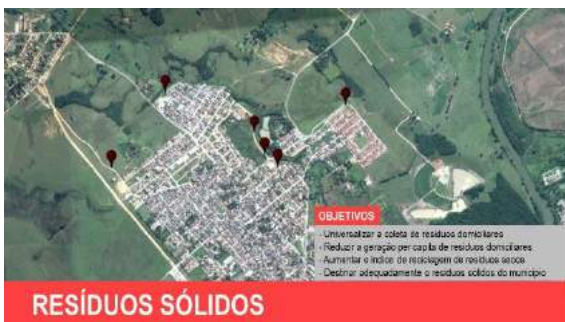 OBJETIVOS
- Universalizar a coleta de resíduos domiciliares
- Reduzir a geração per capita de resíduos domiciliares
- Aumentar o índice de reciclagem de resíduos secos
- Destinar adequadamente o resíduos sólidos do município
RESÍDUOS SÓLIDOS